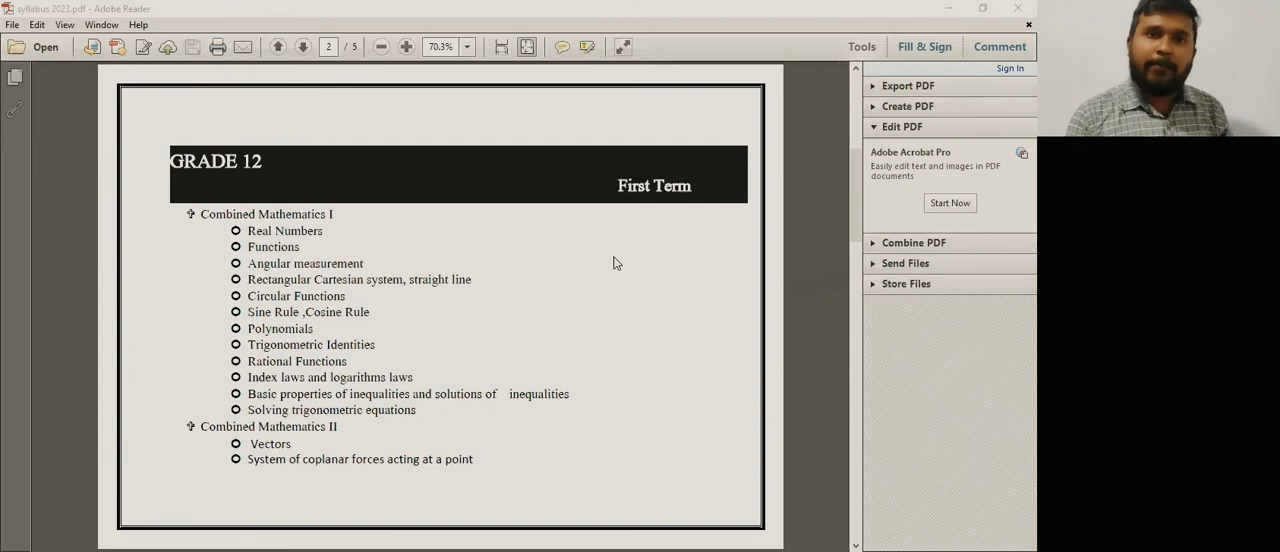 syllabus 2023.pdf - Adobe Reader
File Edit View Window Help
Open 2 / 5 70.3% Tools Fill & Sign Comment
Sign In
Export PDF
Create PDF
Edit PDF
Adobe Acrobat Pro
Easily edit text and images in PDF
documents
Start Now
Combine PDF
Send Files
Store Files
GRADE 12
First Term
Combined Mathematics I
Real Numbers
Functions
Angular measurement
Rectangular Cartesian system, straight line
Circular Functions
Sine Rule ,Cosine Rule
Polynomials
Trigonometric Identities
Rational Functions
Index laws and logarithms laws
Basic properties of inequalities and solutions of inequalities
Solving trigonometric equations
Combined Mathematics II
Vectors
System of coplanar forces acting at a point